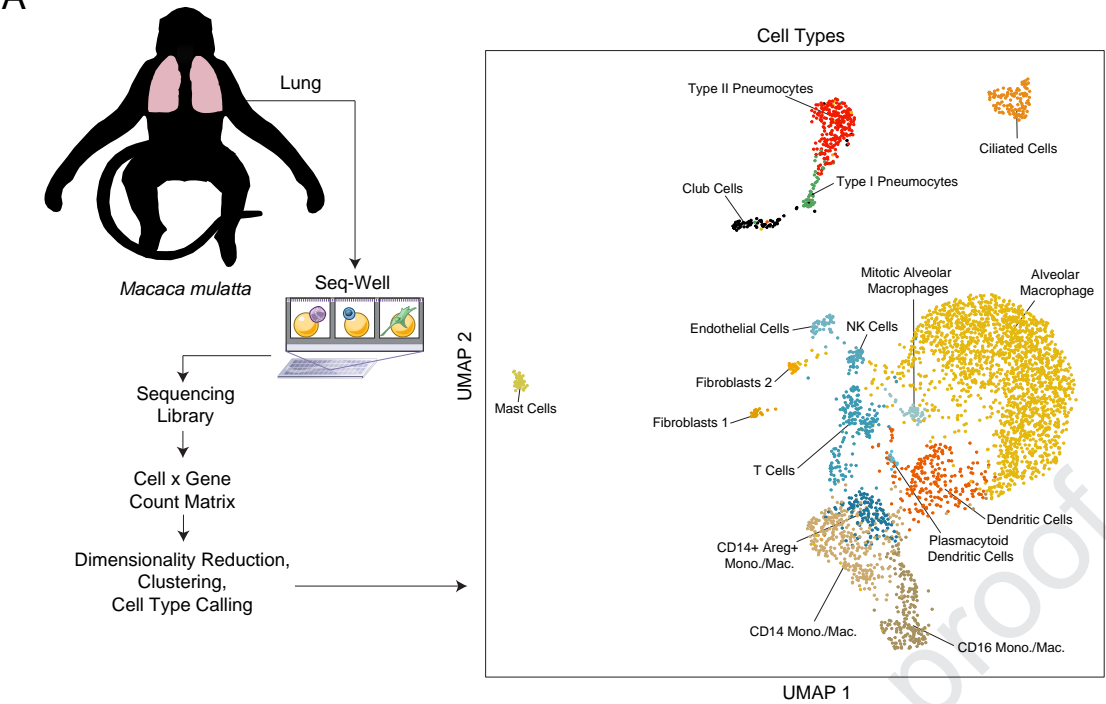 A
Lung
Macaca mulatta
Seq-Well
Sequencing
Library
Cell x Gene
Count Matrix
Dimensionality Reduction,
Clustering,
Cell Type Calling
Cell Types
Type II Pneumocytes
Ciliated Cells
Club Cells
Type I Pneumocytes
Mitotic Alveolar
Macrophages
Alveolar
Macrophage
Endothelial Cells
NK Cells
Fibroblasts 2
Mast Cells
Fibroblasts 1
T Cells
Dendritic Cells
Plasmacytoid
Dendritic Cells
CD14+ Areg+
Mono./Mac.
CD14 Mono./Mac.
CD16 Mono./Mac.
UMAP 2
UMAP 1
proof